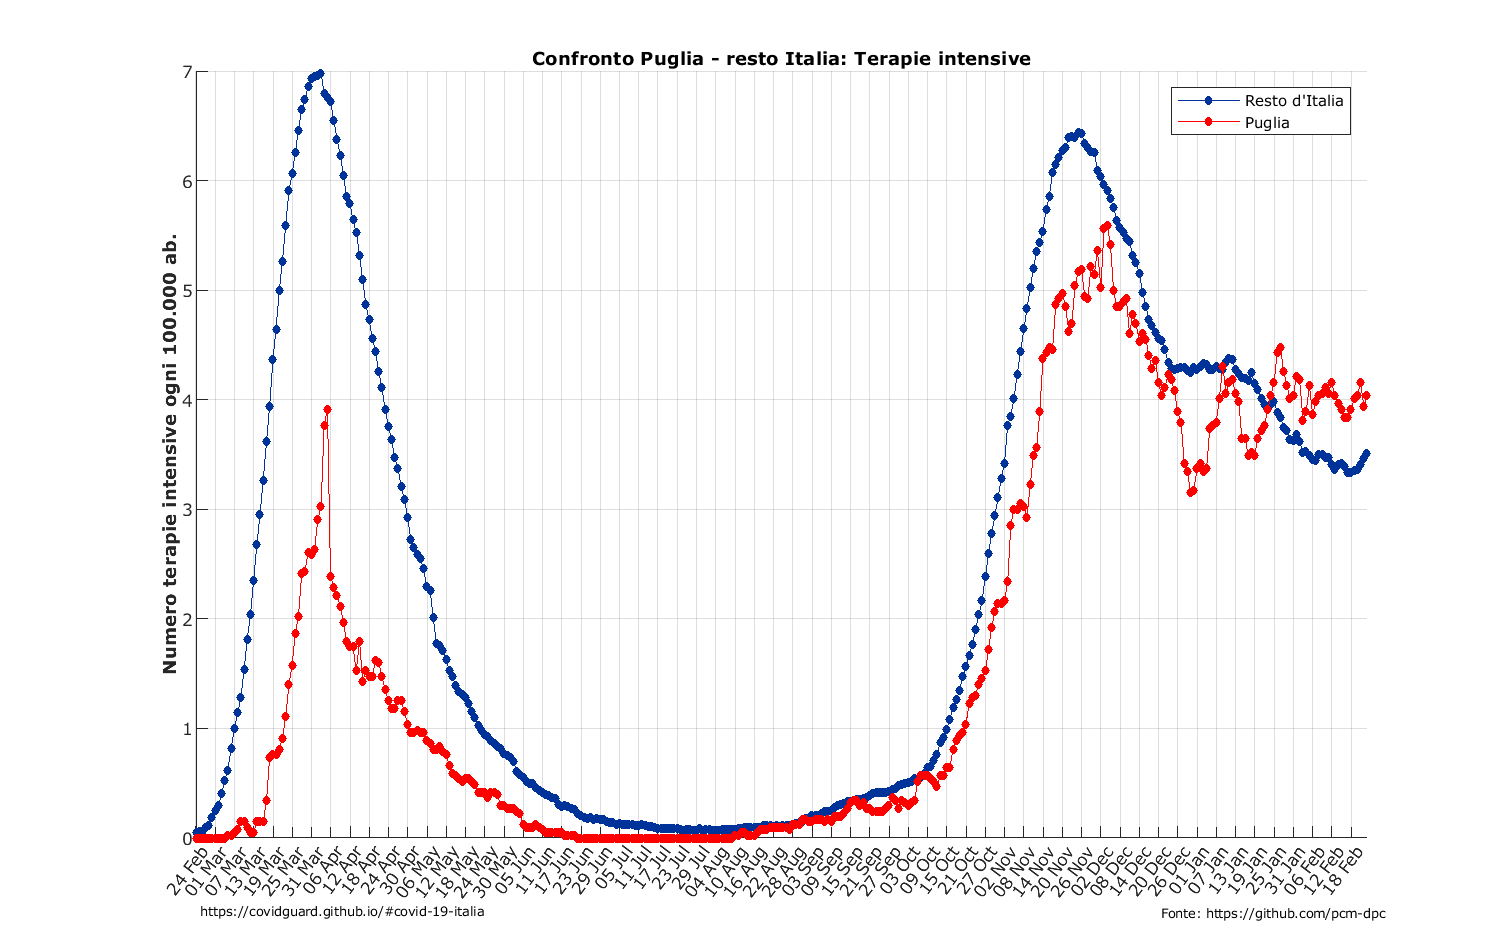 Confronto Puglia - resto Italia: Terapie intensive
Numero terapie intensive ogni 100.000 ab.
7
6
5
4
3
2
1
0
Resto d'Italia
Puglia
24 Feb
01 Mar
07 Mar
13 Mar
19 Mar
25 Mar
31 Mar
06 Apr
12 Apr
18 Apr
24 Apr
30 Apr
06 May
12 May
18 May
24 May
30 May
05 Jun
11 Jun
17 Jun
23 Jun
29 Jun
05 Jul
11 Jul
17 Jul
23 Jul
29 Jul
04 Aug
10 Aug
16 Aug
22 Aug
28 Aug
03 Sep
09 Sep
15 Sep
21 Sep
27 Sep
03 Oct
09 Oct
15 Oct
21 Oct
27 Oct
02 Nov
08 Nov
14 Nov
20 Nov
26 Nov
02 Dec
08 Dec
14 Dec
20 Dec
26 Dec
01 Jan
07 Jan
13 Jan
19 Jan
25 Jan
31 Jan
06 Feb
12 Feb
18 Feb
https://covidguard.github.io/#covid-19-italia
Fonte: https://github.com/pcm-dpc